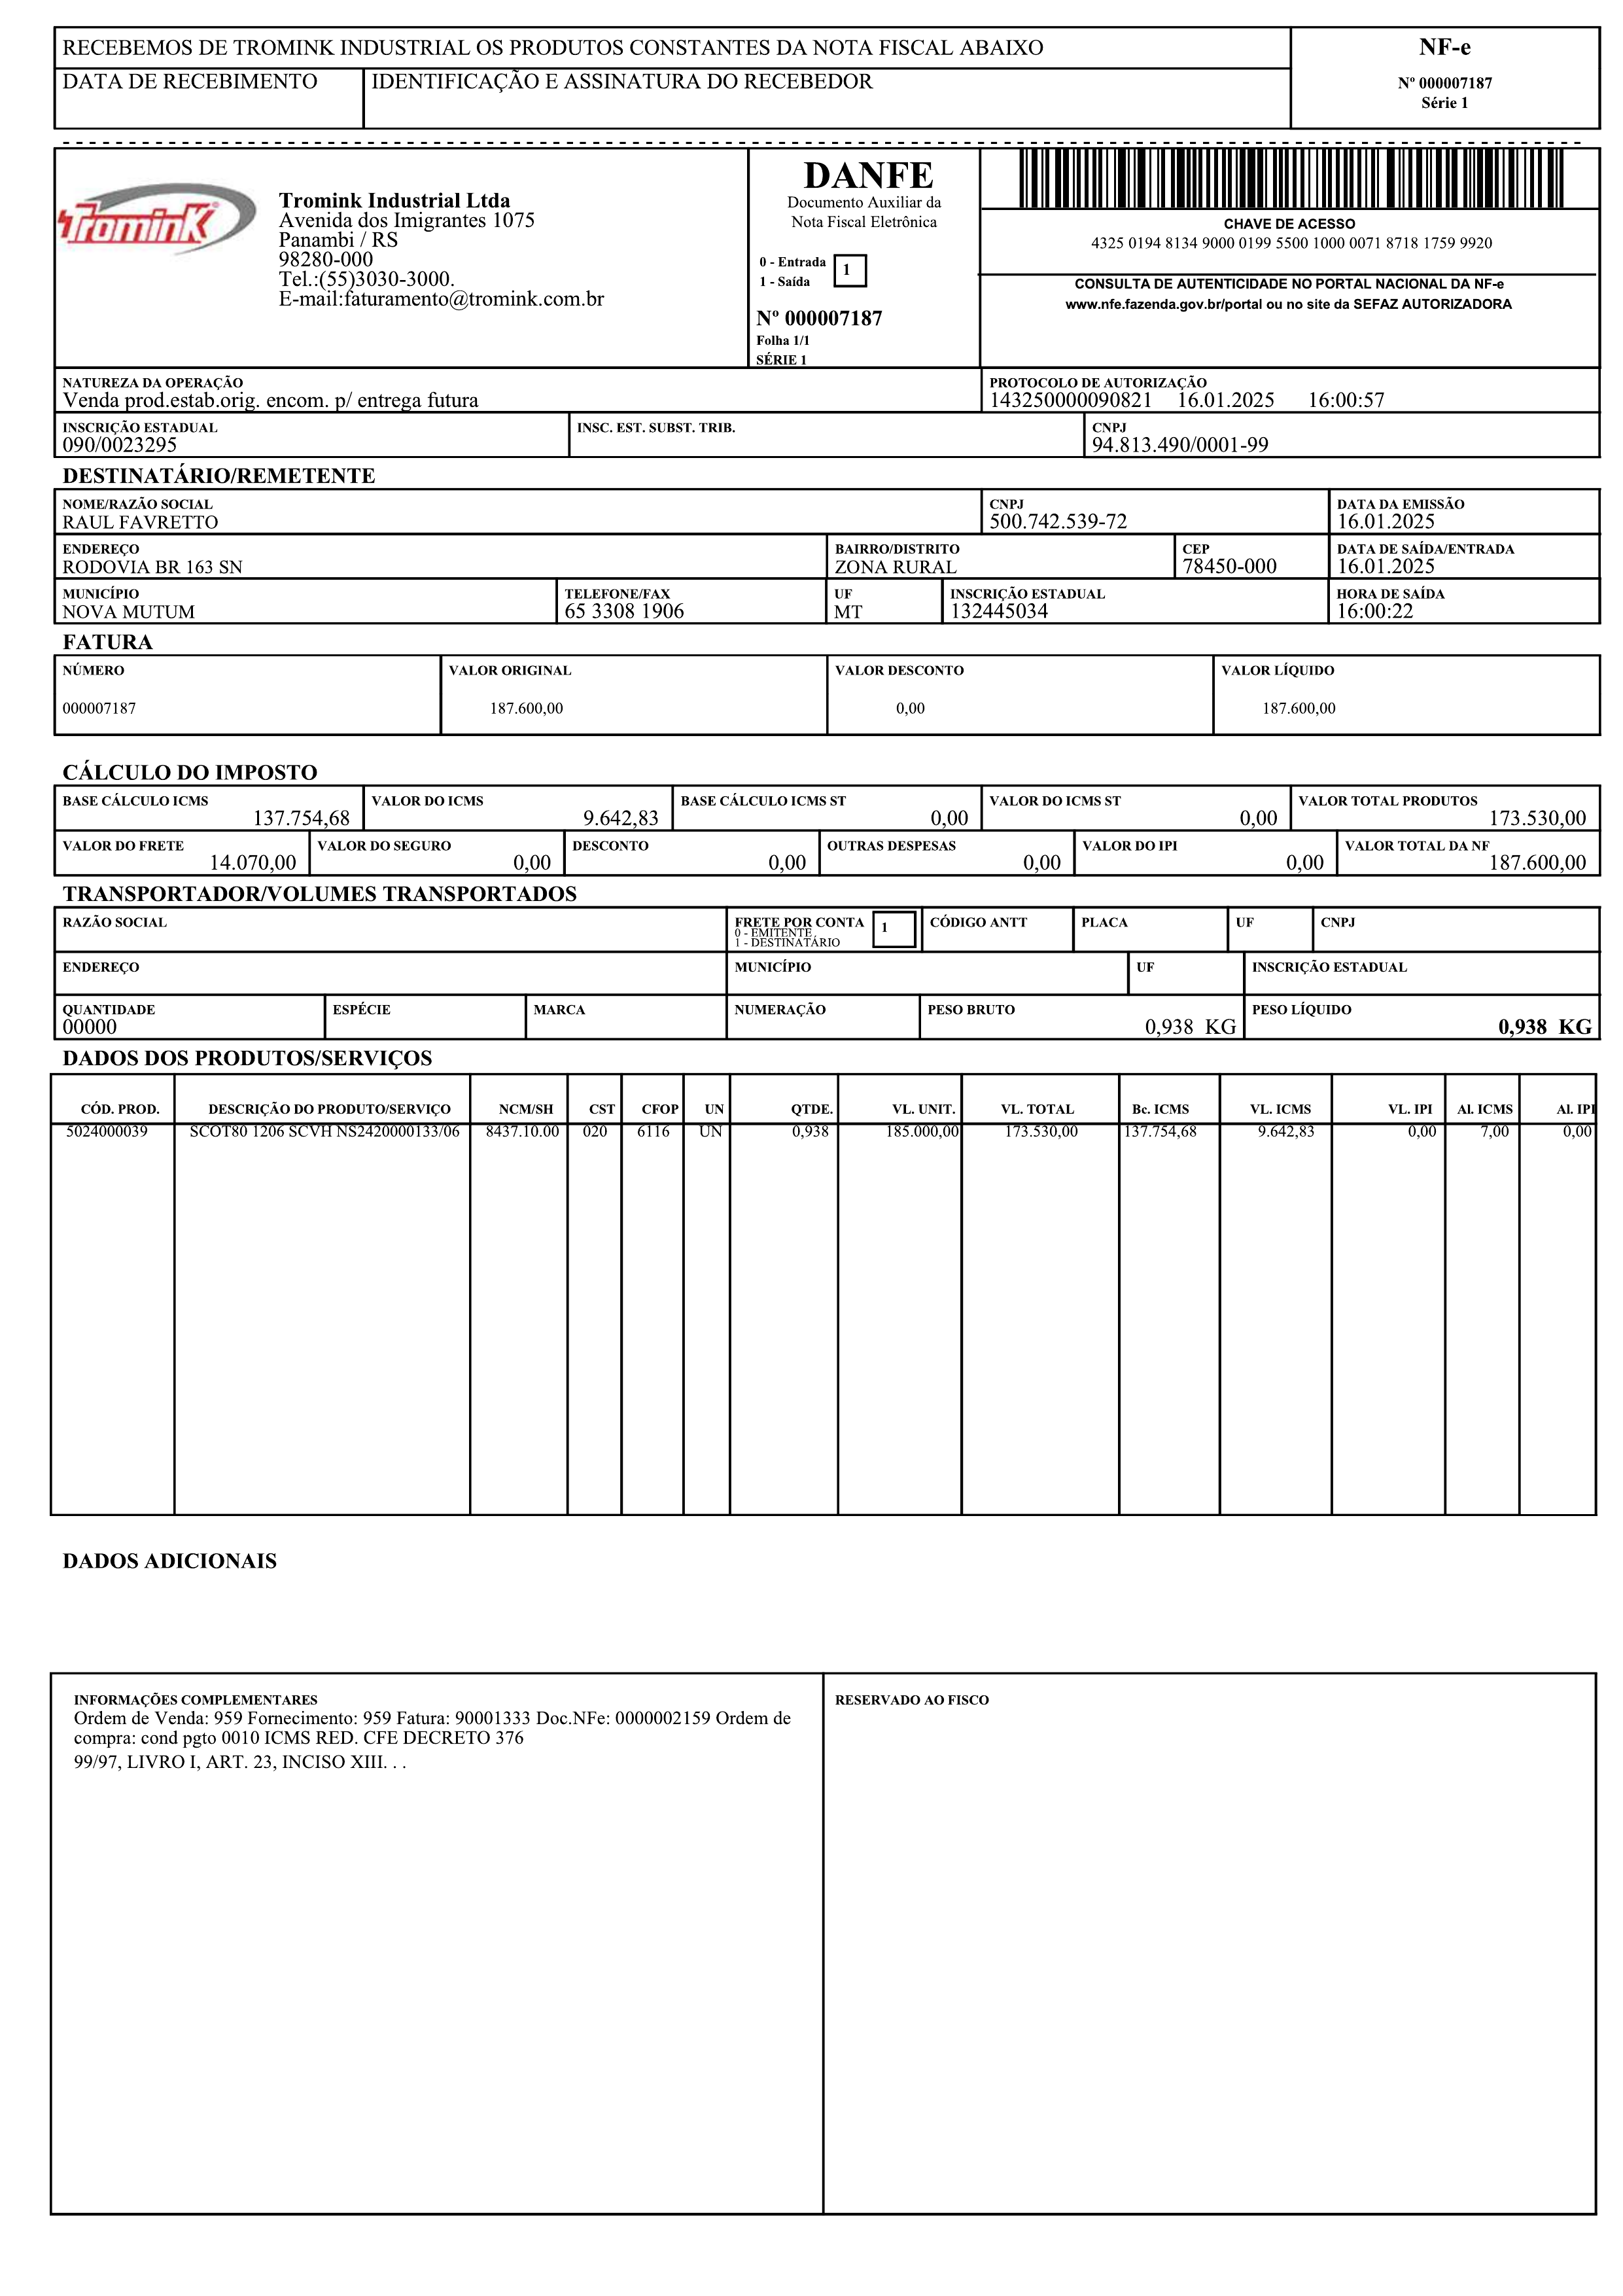 RECEBEMOS DE TROMINK INDUSTRIAL OS PRODUTOS CONSTANTES DA NOTA FISCAL ABAIXO
DATA DE RECEBIMENTO
IDENTIFICAÇÃO E ASSINATURA DO RECEBEDOR
NF-e
Nº 000007187
Série 1
TrominK®
Tromink Industrial Ltda
Avenida dos Imigrantes 1075
Panambi / RS
98280-000
Tel.:(55)3030-3000.
E-mail:faturamento@tromink.com.br
DANFE
Documento Auxiliar da
Nota Fiscal Eletrônica
0 - Entrada
1 - Saída
1
Nº 000007187
Folha 1/1
SÉRIE 1
CHAVE DE ACESSO
4325 0194 8134 9000 0199 5500 1000 0071 8718 1759 9920
CONSULTA DE AUTENTICIDADE NO PORTAL NACIONAL DA NF-e
www.nfe.fazenda.gov.br/portal ou no site da SEFAZ AUTORIZADORA
NATUREZA DA OPERAÇÃO
Venda prod.estab.orig. encom. p/ entrega futura
PROTOCOLO DE AUTORIZAÇÃO
143250000090821 16.01.2025 16:00:57
INSCRIÇÃO ESTADUAL
090/0023295
INSC. EST. SUBST. TRIB.
CNPJ
94.813.490/0001-99
DESTINATÁRIO/REMETENTE
NOME/RAZÃO SOCIAL
RAUL FAVRETTO
CNPJ
500.742.539-72
DATA DA EMISSÃO
16.01.2025
ENDEREÇO
RODOVIA BR 163 SN
BAIRRO/DISTRITO
ZONA RURAL
CEP
78450-000
DATA DE SAÍDA/ENTRADA
16.01.2025
MUNICÍPIO
NOVA MUTUM
TELEFONE/FAX
65 3308 1906
UF
MT
INSCRIÇÃO ESTADUAL
132445034
HORA DE SAÍDA
16:00:22
FATURA
NÚMERO
000007187
VALOR ORIGINAL
187.600,00
VALOR DESCONTO
0,00
VALOR LÍQUIDO
187.600,00
CÁLCULO DO IMPOSTO
BASE CÁLCULO ICMS
137.754,68
VALOR DO ICMS
9.642,83
BASE CÁLCULO ICMS ST
0,00
VALOR DO ICMS ST
0,00
VALOR TOTAL PRODUTOS
173.530,00
VALOR DO FRETE
14.070,00
VALOR DO SEGURO
0,00
DESCONTO
0,00
OUTRAS DESPESAS
0,00
VALOR DO IPI
0,00
VALOR TOTAL DA NF
187.600,00
TRANSPORTADOR/VOLUMES TRANSPORTADOS
RAZÃO SOCIAL
FRETE POR CONTA
0 - EMITENTE
1 - DESTINATÁRIO
1
CÓDIGO ANTT
PLACA
UF
CNPJ
ENDEREÇO
MUNICÍPIO
UF
INSCRIÇÃO ESTADUAL
QUANTIDADE
00000
ESPÉCIE
MARCA
NUMERAÇÃO
PESO BRUTO
0,938 KG
PESO LÍQUIDO
0,938 KG
DADOS DOS PRODUTOS/SERVIÇOS
CÓD. PROD. DESCRIÇÃO DO PRODUTO/SERVIÇO NCM/SH CST CFOP UN QTDE. VL. UNIT. VL. TOTAL Bc. ICMS VL. ICMS VL. IPI Al. ICMS Al. IPI
5024000039 SCOT80 1206 SCVH NS2420000133/06 8437.10.00 020 6116 UN 0,938 185.000,00 173.530,00 137.754,68 9.642,83 0,00 7,00 0,00
DADOS ADICIONAIS
INFORMAÇÕES COMPLEMENTARES
Ordem de Venda: 959 Fornecimento: 959 Fatura: 90001333 Doc.NFe: 0000002159 Ordem de
compra: cond pgto 0010 ICMS RED. CFE DECRETO 376
99/97, LIVRO I, ART. 23, INCISO XIII. . .
RESERVADO AO FISCO